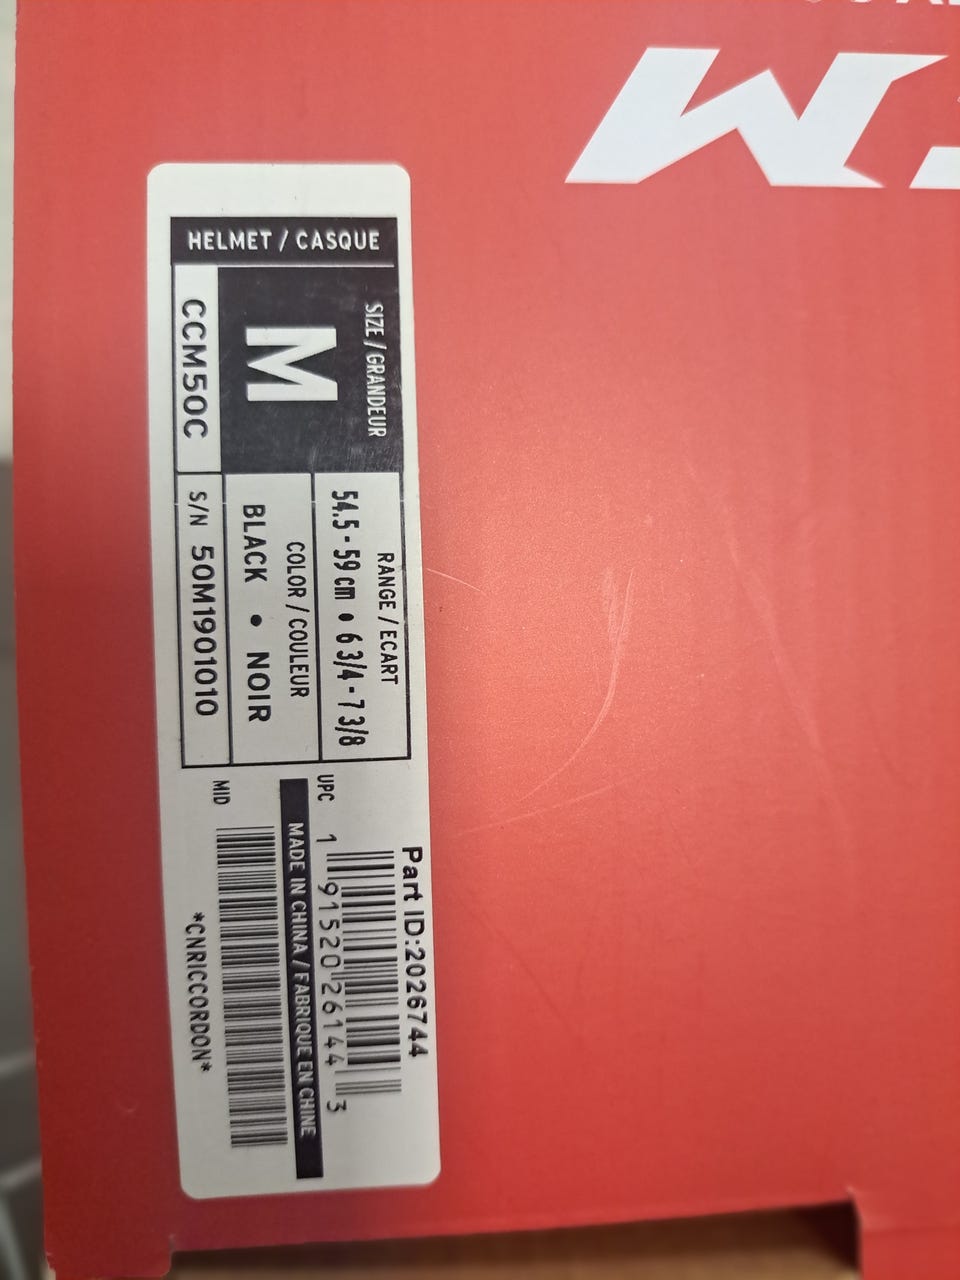 HELMET / CASQUE
SIZE / GRANDEUR
M
CCM50C
RANGE / ECART
54.5 - 59 cm • 6 3/4 - 7 3/8
COLOR / COULEUR
BLACK • NOIR
S/N 50M1901010
Part ID:2026744
UPC
1 91520 26144 3
MADE IN CHINA / FABRIQUE EN CHINE
MID
*CNRICCORDON*